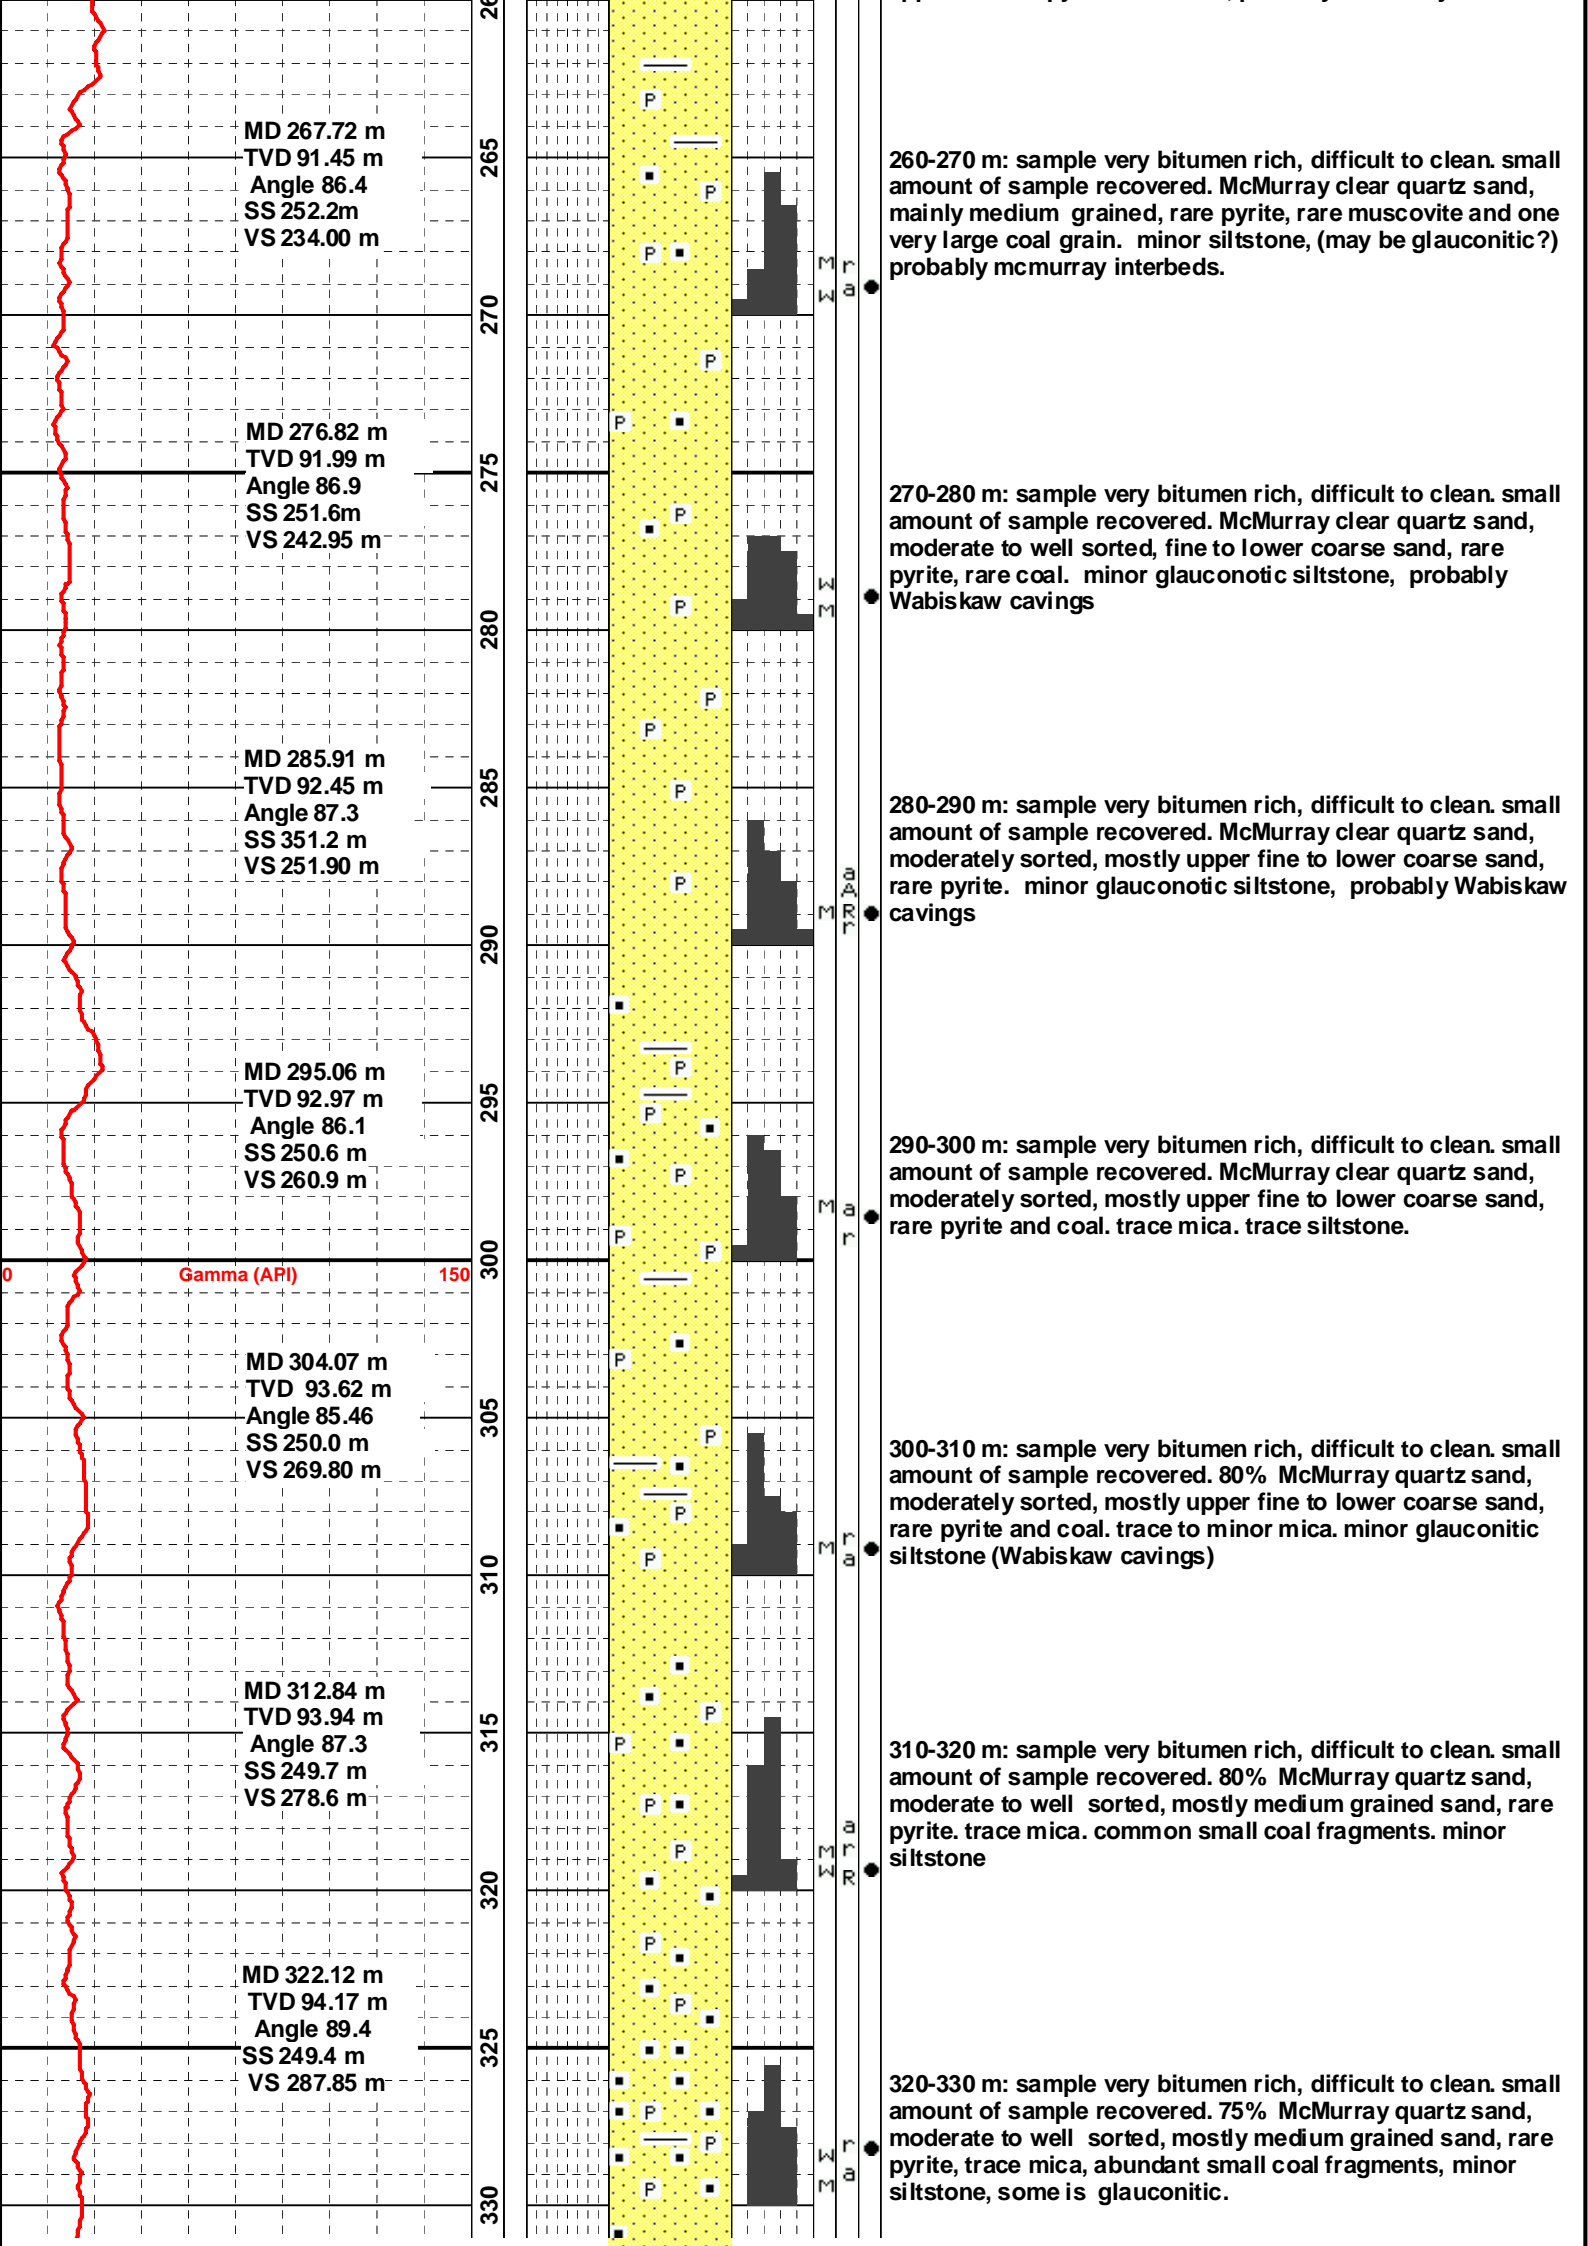 MD 267.72 m
TVD 91.45 m
Angle 86.4
SS 252.2m
VS 234.00 m
265
260-270 m: sample very bitumen rich, difficult to clean. small
amount of sample recovered. McMurray clear quartz sand,
mainly medium grained, rare pyrite, rare muscovite and one
very large coal grain. minor siltstone, (may be glauconitic?)
probably mcmurray interbeds.
270
MD 276.82 m
TVD 91.99 m
Angle 86.9
SS 251.6m
VS 242.95 m
275
270-280 m: sample very bitumen rich, difficult to clean. small
amount of sample recovered. McMurray clear quartz sand,
moderate to well sorted, fine to lower coarse sand, rare
pyrite, rare coal. minor glauconotic siltstone, probably
Wabiskaw cavings
280
MD 285.91 m
TVD 92.45 m
Angle 87.3
SS 351.2 m
VS 251.90 m
285
280-290 m: sample very bitumen rich, difficult to clean. small
amount of sample recovered. McMurray clear quartz sand,
moderately sorted, mostly upper fine to lower coarse sand,
rare pyrite. minor glauconotic siltstone, probably Wabiskaw
cavings
290
MD 295.06 m
TVD 92.97 m
Angle 86.1
SS 250.6 m
VS 260.9 m
295
290-300 m: sample very bitumen rich, difficult to clean. small
amount of sample recovered. McMurray clear quartz sand,
moderately sorted, mostly upper fine to lower coarse sand,
rare pyrite and coal. trace mica. trace siltstone.
300
0 Gamma (API) 150
MD 304.07 m
TVD 93.62 m
Angle 85.46
SS 250.0 m
VS 269.80 m
305
300-310 m: sample very bitumen rich, difficult to clean. small
amount of sample recovered. 80% McMurray quartz sand,
moderately sorted, mostly upper fine to lower coarse sand,
rare pyrite and coal. trace to minor mica. minor glauconitic
siltstone (Wabiskaw cavings)
310
MD 312.84 m
TVD 93.94 m
Angle 87.3
SS 249.7 m
VS 278.6 m
315
310-320 m: sample very bitumen rich, difficult to clean. small
amount of sample recovered. 80% McMurray quartz sand,
moderate to well sorted, mostly medium grained sand, rare
pyrite. trace mica. common small coal fragments. minor
siltstone
320
MD 322.12 m
TVD 94.17 m
Angle 89.4
SS 249.4 m
VS 287.85 m
325
320-330 m: sample very bitumen rich, difficult to clean. small
amount of sample recovered. 75% McMurray quartz sand,
moderate to well sorted, mostly medium grained sand, rare
pyrite, trace mica, abundant small coal fragments, minor
siltstone, some is glauconitic.
330